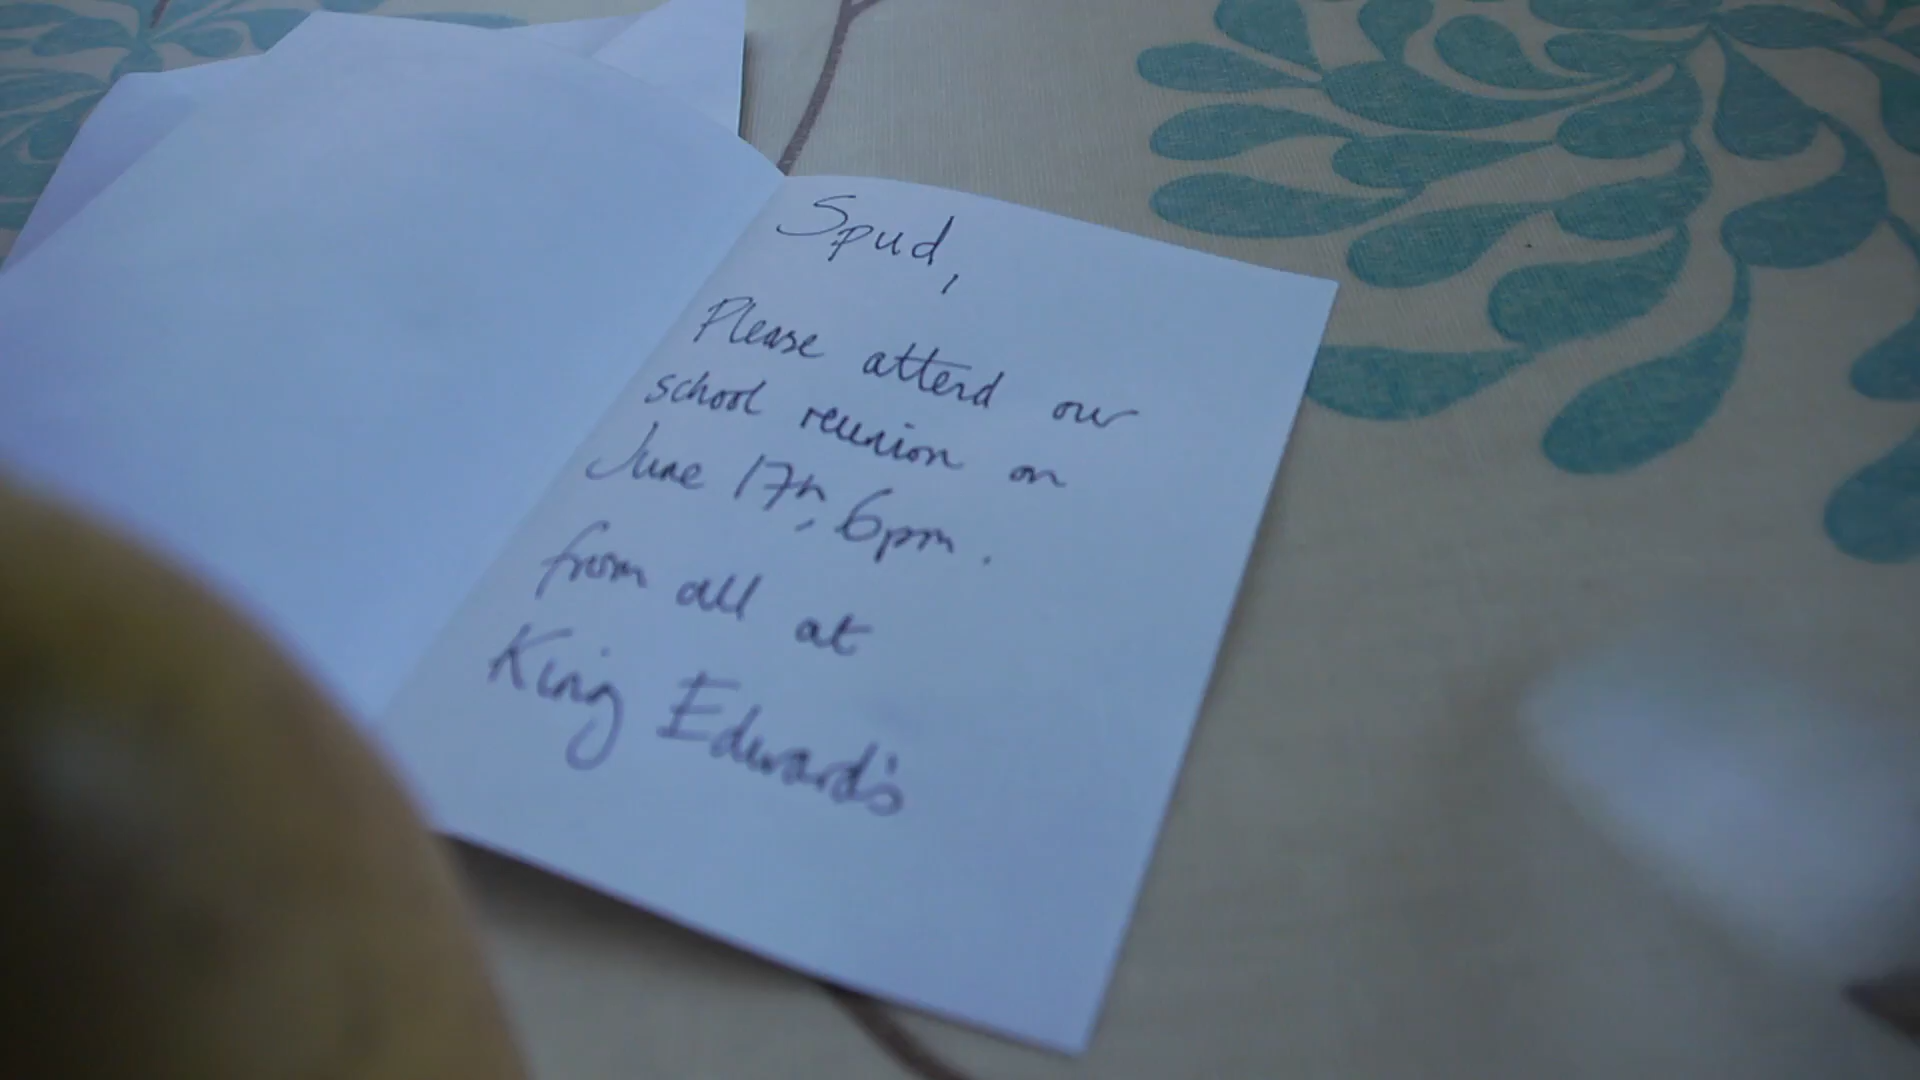 Spud,
Please attend our
school reunion on
June 17th, 6pm.
from all at
King Edward's